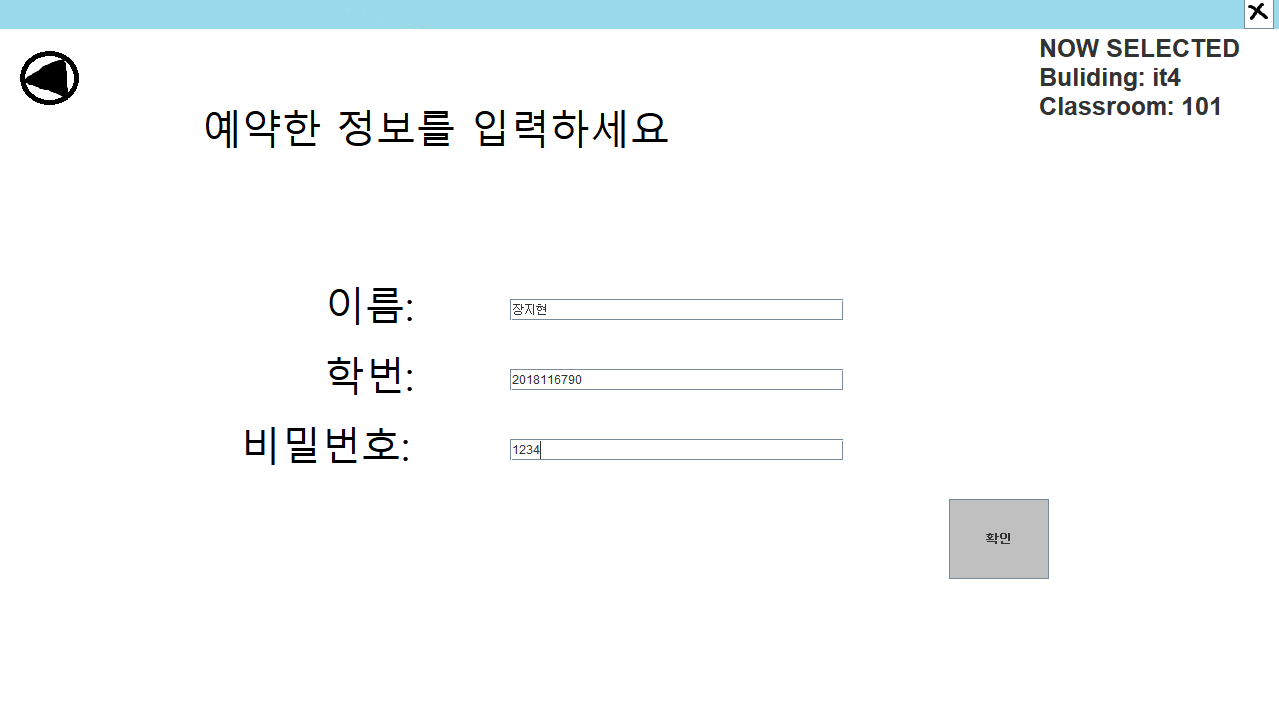 NOW SELECTED
Buliding: it4
Classroom: 101
예약한 정보를 입력하세요
이름: 장지현
학번: 2018116790
비밀번호: 1234
확인